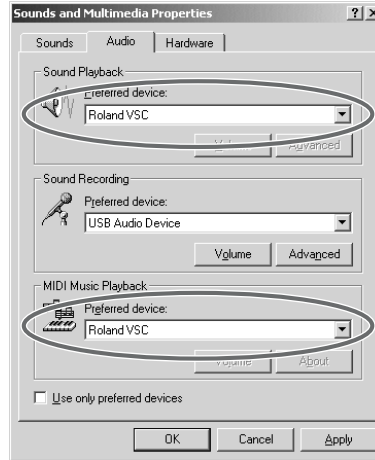 Sounds and Multimedia Properties
Sounds Audio Hardware
Sound Playback
Preferred device:
Roland VSC
Volume Advanced
Sound Recording
Preferred device:
USB Audio Device
Volume Advanced
MIDI Music Playback
Preferred device:
Roland VSC
Volume About
Use only preferred devices
OK Cancel Apply